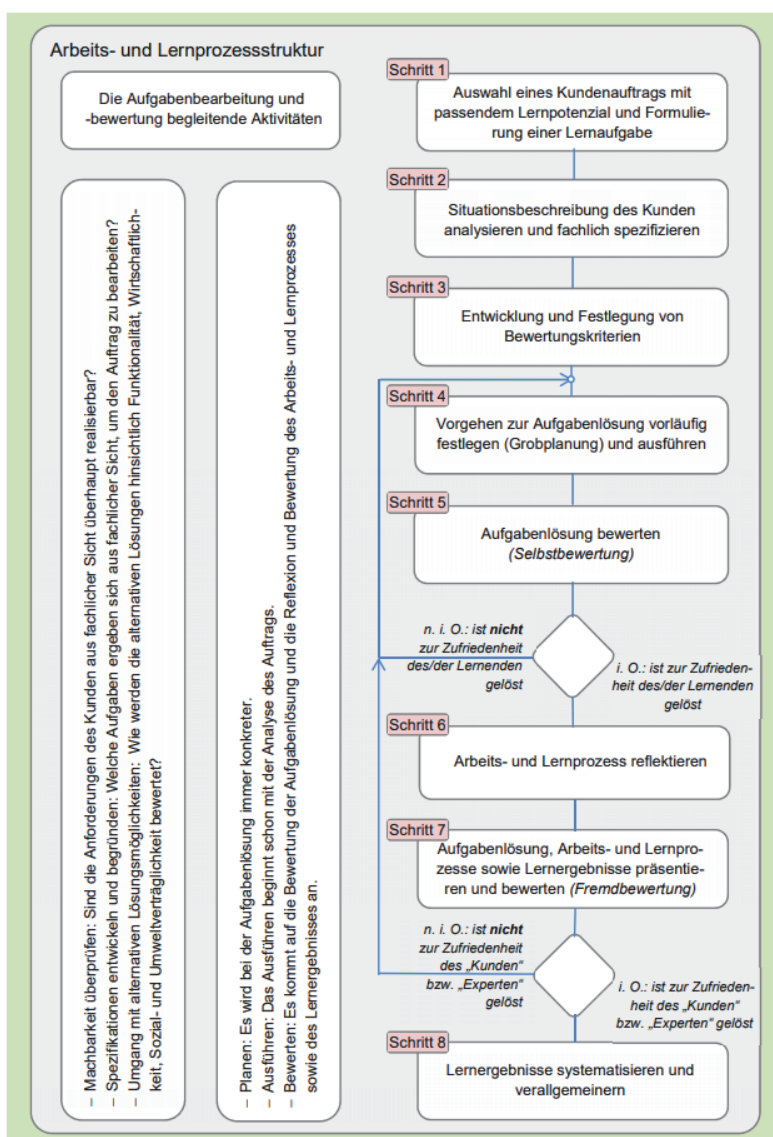 Arbeits- und Lernprozessstruktur
Die Aufgabenbearbeitung und
-bewertung begleitende Aktivitäten
– Machbarkeit überprüfen: Sind die Anforderungen des Kunden aus fachlicher Sicht überhaupt realisierbar?
– Spezifikationen entwickeln und begründen: Welche Aufgaben ergeben sich aus fachlicher Sicht, um den Auftrag zu bearbeiten?
– Umgang mit alternativen Lösungsmöglichkeiten: Wie werden die alternativen Lösungen hinsichtlich Funktionalität, Wirtschaftlich-
keit, Sozial- und Umweltverträglichkeit bewertet?
– Planen: Es wird bei der Aufgabenlösung immer konkreter.
– Ausführen: Das Ausführen beginnt schon mit der Analyse des Auftrags.
– Bewerten: Es kommt auf die Bewertung der Aufgabenlösung und die Reflexion und Bewertung des Arbeits- und Lernprozesses
sowie des Lernergebnisses an.
Schritt 1
Auswahl eines Kundenauftrags mit
passendem Lernpotenzial und Formulie-
rung einer Lernaufgabe
Schritt 2
Situationsbeschreibung des Kunden
analysieren und fachlich spezifizieren
Schritt 3
Entwicklung und Festlegung von
Bewertungskriterien
Schritt 4
Vorgehen zur Aufgabenlösung vorläufig
festlegen (Grobplanung) und ausführen
Schritt 5
Aufgabenlösung bewerten
(Selbstbewertung)
n. i. O.: ist nicht
zur Zufriedenheit
des/der Lernenden
gelöst
i. O.: ist zur Zufrieden-
heit des/der Lernenden
gelöst
Schritt 6
Arbeits- und Lernprozess reflektieren
Schritt 7
Aufgabenlösung, Arbeits- und Lernpro-
zesse sowie Lernergebnisse präsentie-
ren und bewerten (Fremdbewertung)
n. i. O.: ist nicht
zur Zufriedenheit
des „Kunden“
bzw. „Experten“
gelöst
i. O.: ist zur Zufrieden-
heit des „Kunden“
bzw. „Experten“ gelöst
Schritt 8
Lernergebnisse systematisieren und
verallgemeinern